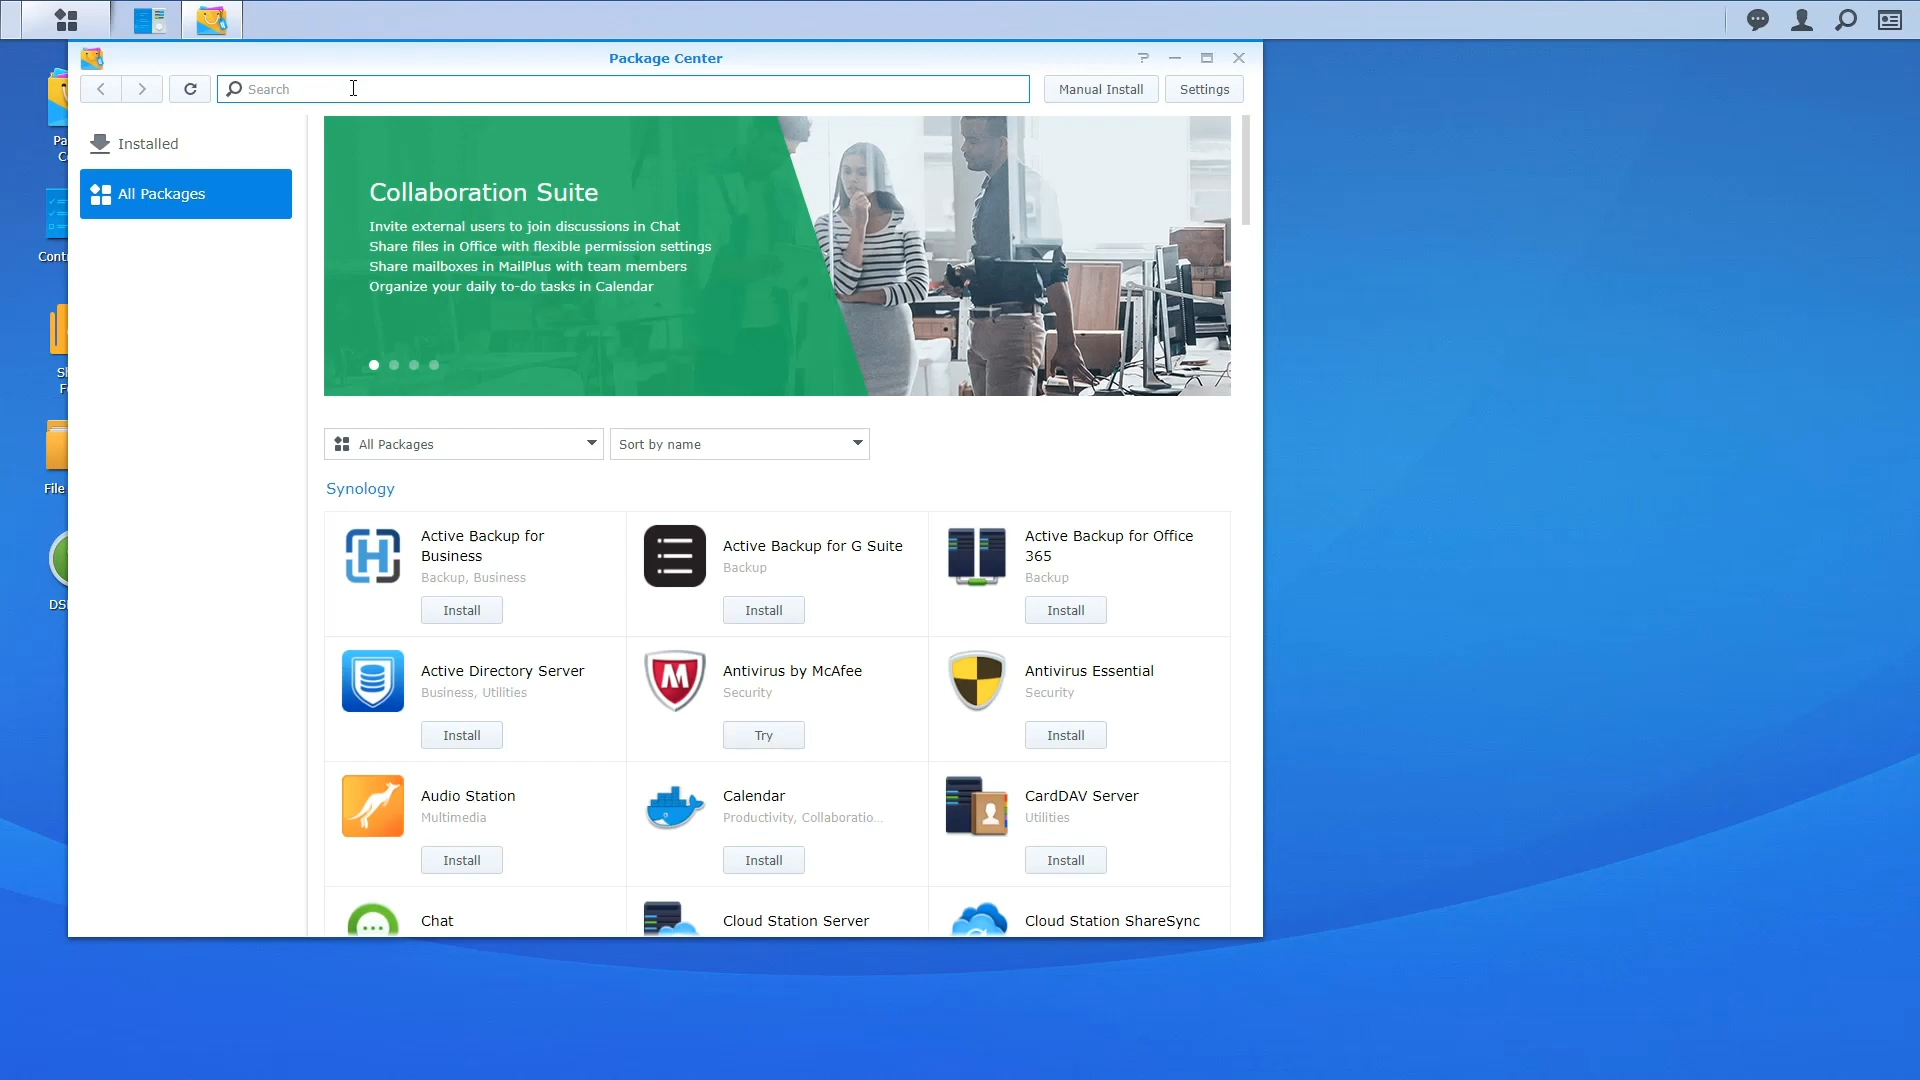 Package Center
Search
Manual Install
Settings
Installed
All Packages
Collaboration Suite
Invite external users to join discussions in Chat
Share files in Office with flexible permission settings
Share mailboxes in MailPlus with team members
Organize your daily to-do tasks in Calendar
All Packages
Sort by name
Synology
Active Backup for
Business
Backup, Business
Install
Active Backup for G Suite
Backup
Install
Active Backup for Office
365
Backup
Install
Active Directory Server
Business, Utilities
Install
Antivirus by McAfee
Security
Try
Antivirus Essential
Security
Install
Audio Station
Multimedia
Install
Calendar
Productivity, Collaboratio...
Install
CardDAV Server
Utilities
Install
Chat
Cloud Station Server
Cloud Station ShareSync
Pa
C
Cont
S
F
File
DS